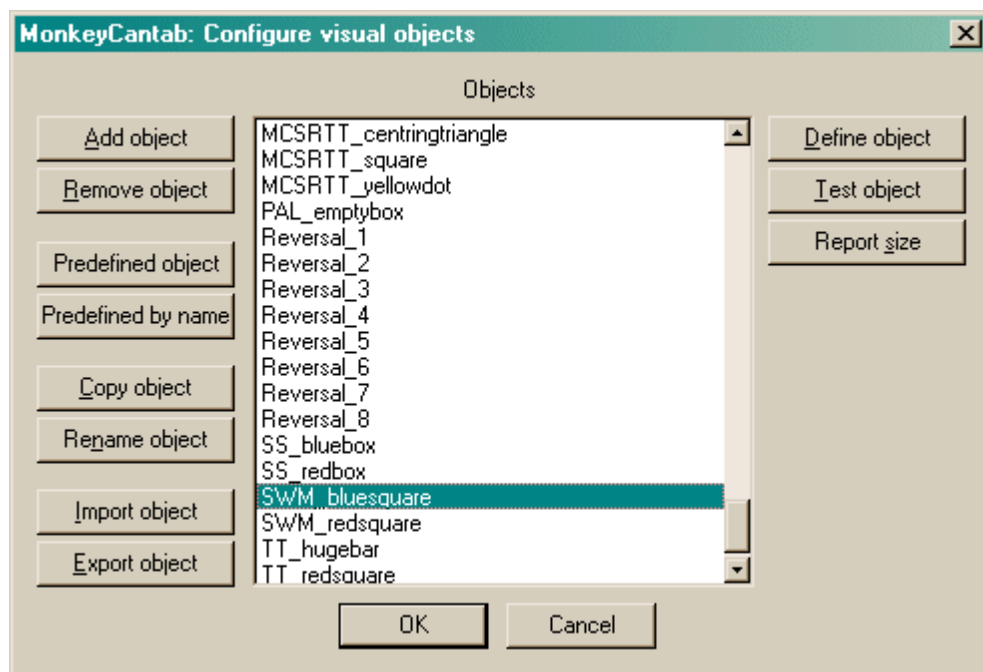 MonkeyCantab: Configure visual objects
Objects
Add object
Remove object
Predefined object
Predefined by name
Copy object
Rename object
Import object
Export object
MCSRTT_centringtriangle
MCSRTT_square
MCSRTT_yellowdot
PAL_emptybox
Reversal_1
Reversal_2
Reversal_3
Reversal_4
Reversal_5
Reversal_6
Reversal_7
Reversal_8
SS_bluebox
SS_redbox
SWM_bluesquare
SWM_redsquare
TT_hugebar
TT_redsquare
Define object
Test object
Report size
OK
Cancel